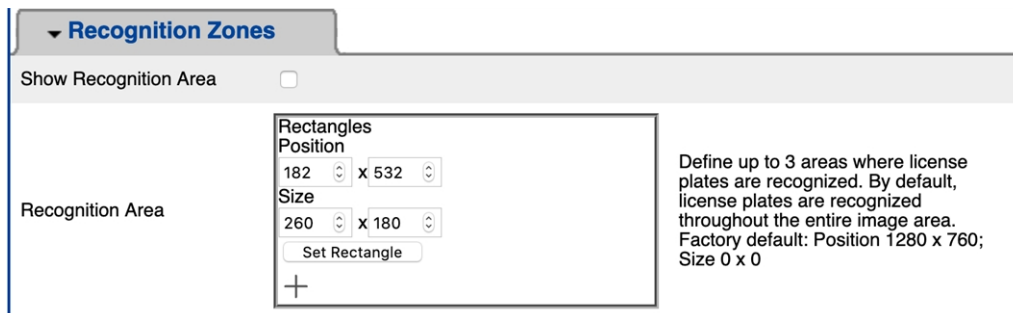 Recognition Zones
Show Recognition Area
Recognition Area
Rectangles
Position
182 x 532
Size
260 x 180
Set Rectangle
Define up to 3 areas where license
plates are recognized. By default,
license plates are recognized
throughout the entire image area.
Factory default: Position 1280 x 760;
Size 0 x 0